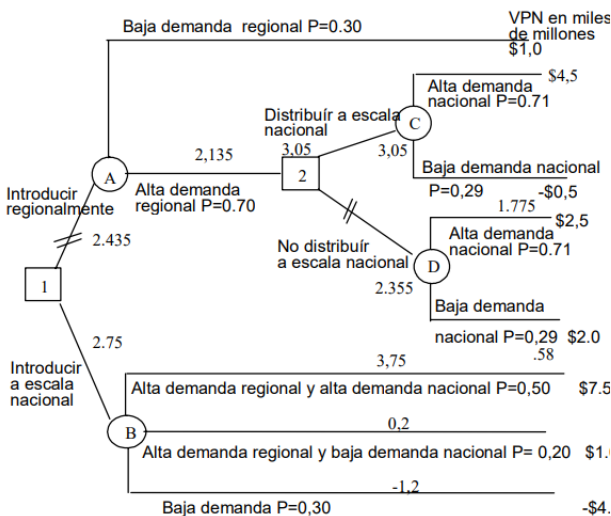 Baja demanda regional P=0.30
VPN en miles
de millones
$1,0
$4,5
Alta demanda
nacional P=0.71
Distribuír a escala
nacional
C
2,135
3,05
3,05
A
2
Baja demanda nacional
P=0,29
-$0,5
Introducir
regionalmente
Alta demanda
regional P=0.70
1.775
$2,5
Alta demanda
nacional P=0.71
2.435
No distribuír
a escala nacional
D
2.355
1
Baja demanda
nacional P=0,29
$2.0
.58
2.75
Introducir
a escala
nacional
3,75
Alta demanda regional y alta demanda nacional P=0,50
$7.5
0,2
B
Alta demanda regional y baja demanda nacional P= 0,20
$1.
-1,2
Baja demanda P=0,30
-$4.